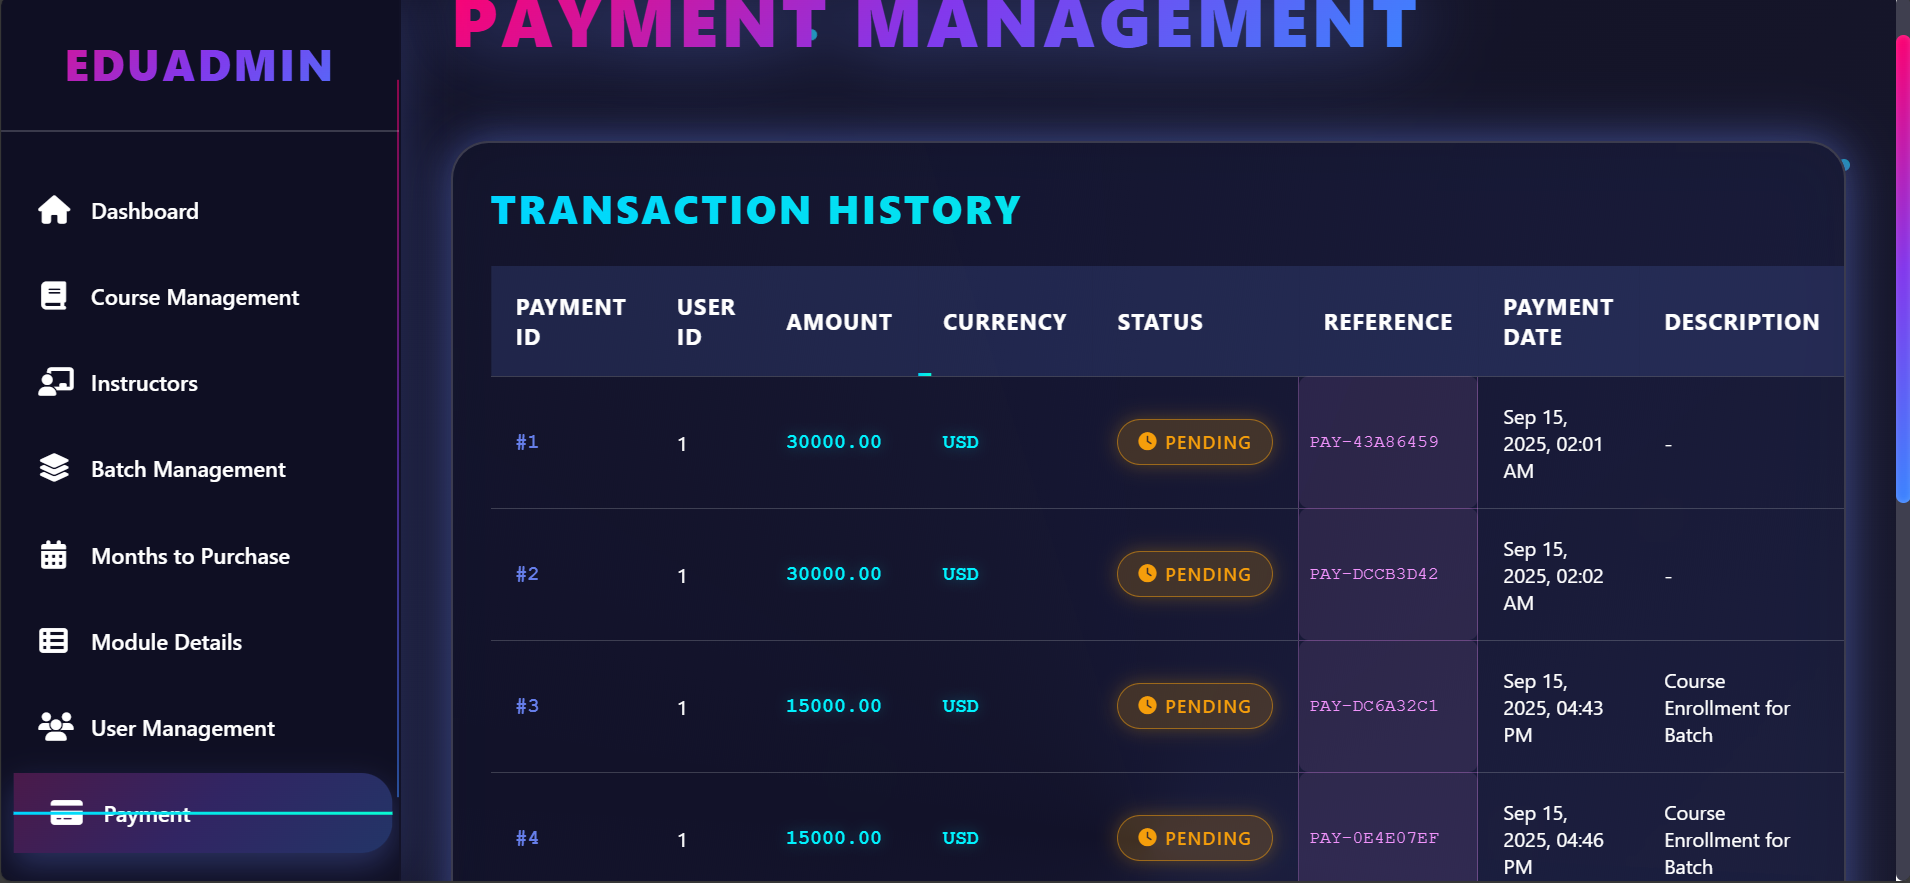 EDUADMIN
Dashboard
Course Management
Instructors
Batch Management
Months to Purchase
Module Details
User Management
Payment
PAYMENT MANAGEMENT
TRANSACTION HISTORY
PAYMENT ID USER ID AMOUNT CURRENCY STATUS REFERENCE PAYMENT DATE DESCRIPTION
#1 1 30000.00 USD PENDING PAY-43A86459 Sep 15, 2025, 02:01 AM -
#2 1 30000.00 USD PENDING PAY-DCCB3D42 Sep 15, 2025, 02:02 AM -
#3 1 15000.00 USD PENDING PAY-DC6A32C1 Sep 15, 2025, 04:43 PM Course Enrollment for Batch
#4 1 15000.00 USD PENDING PAY-0E4E07EF Sep 15, 2025, 04:46 PM Course Enrollment for Batch